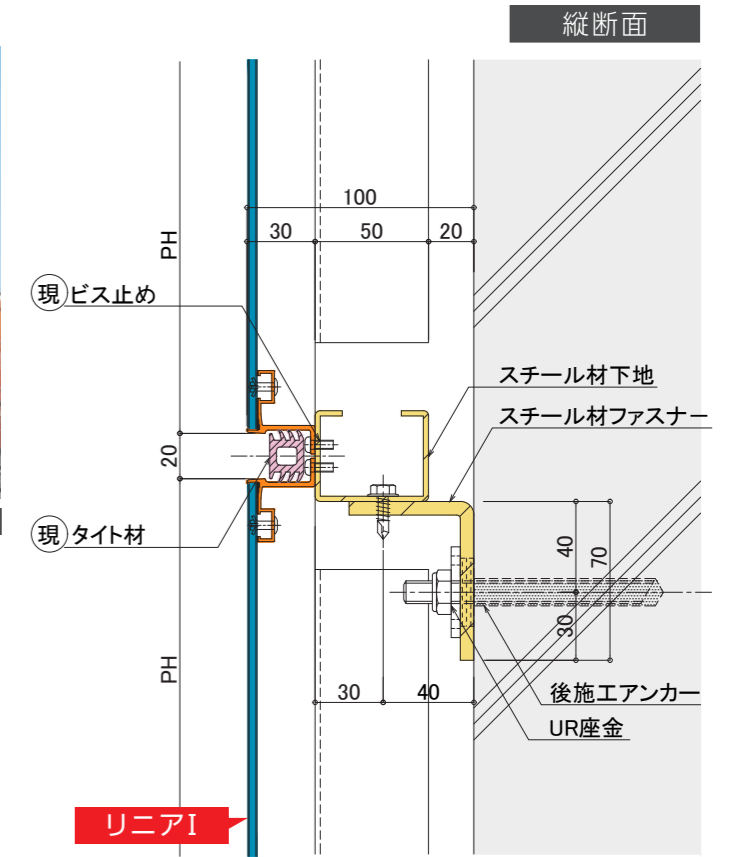 縦断面
100
30
50
20
PH
現 ビス止め
スチール材下地
スチール材ファスナー
20
現 タイト材
40
70
30
PH
30
40
後施工アンカー
UR座金
リニアI